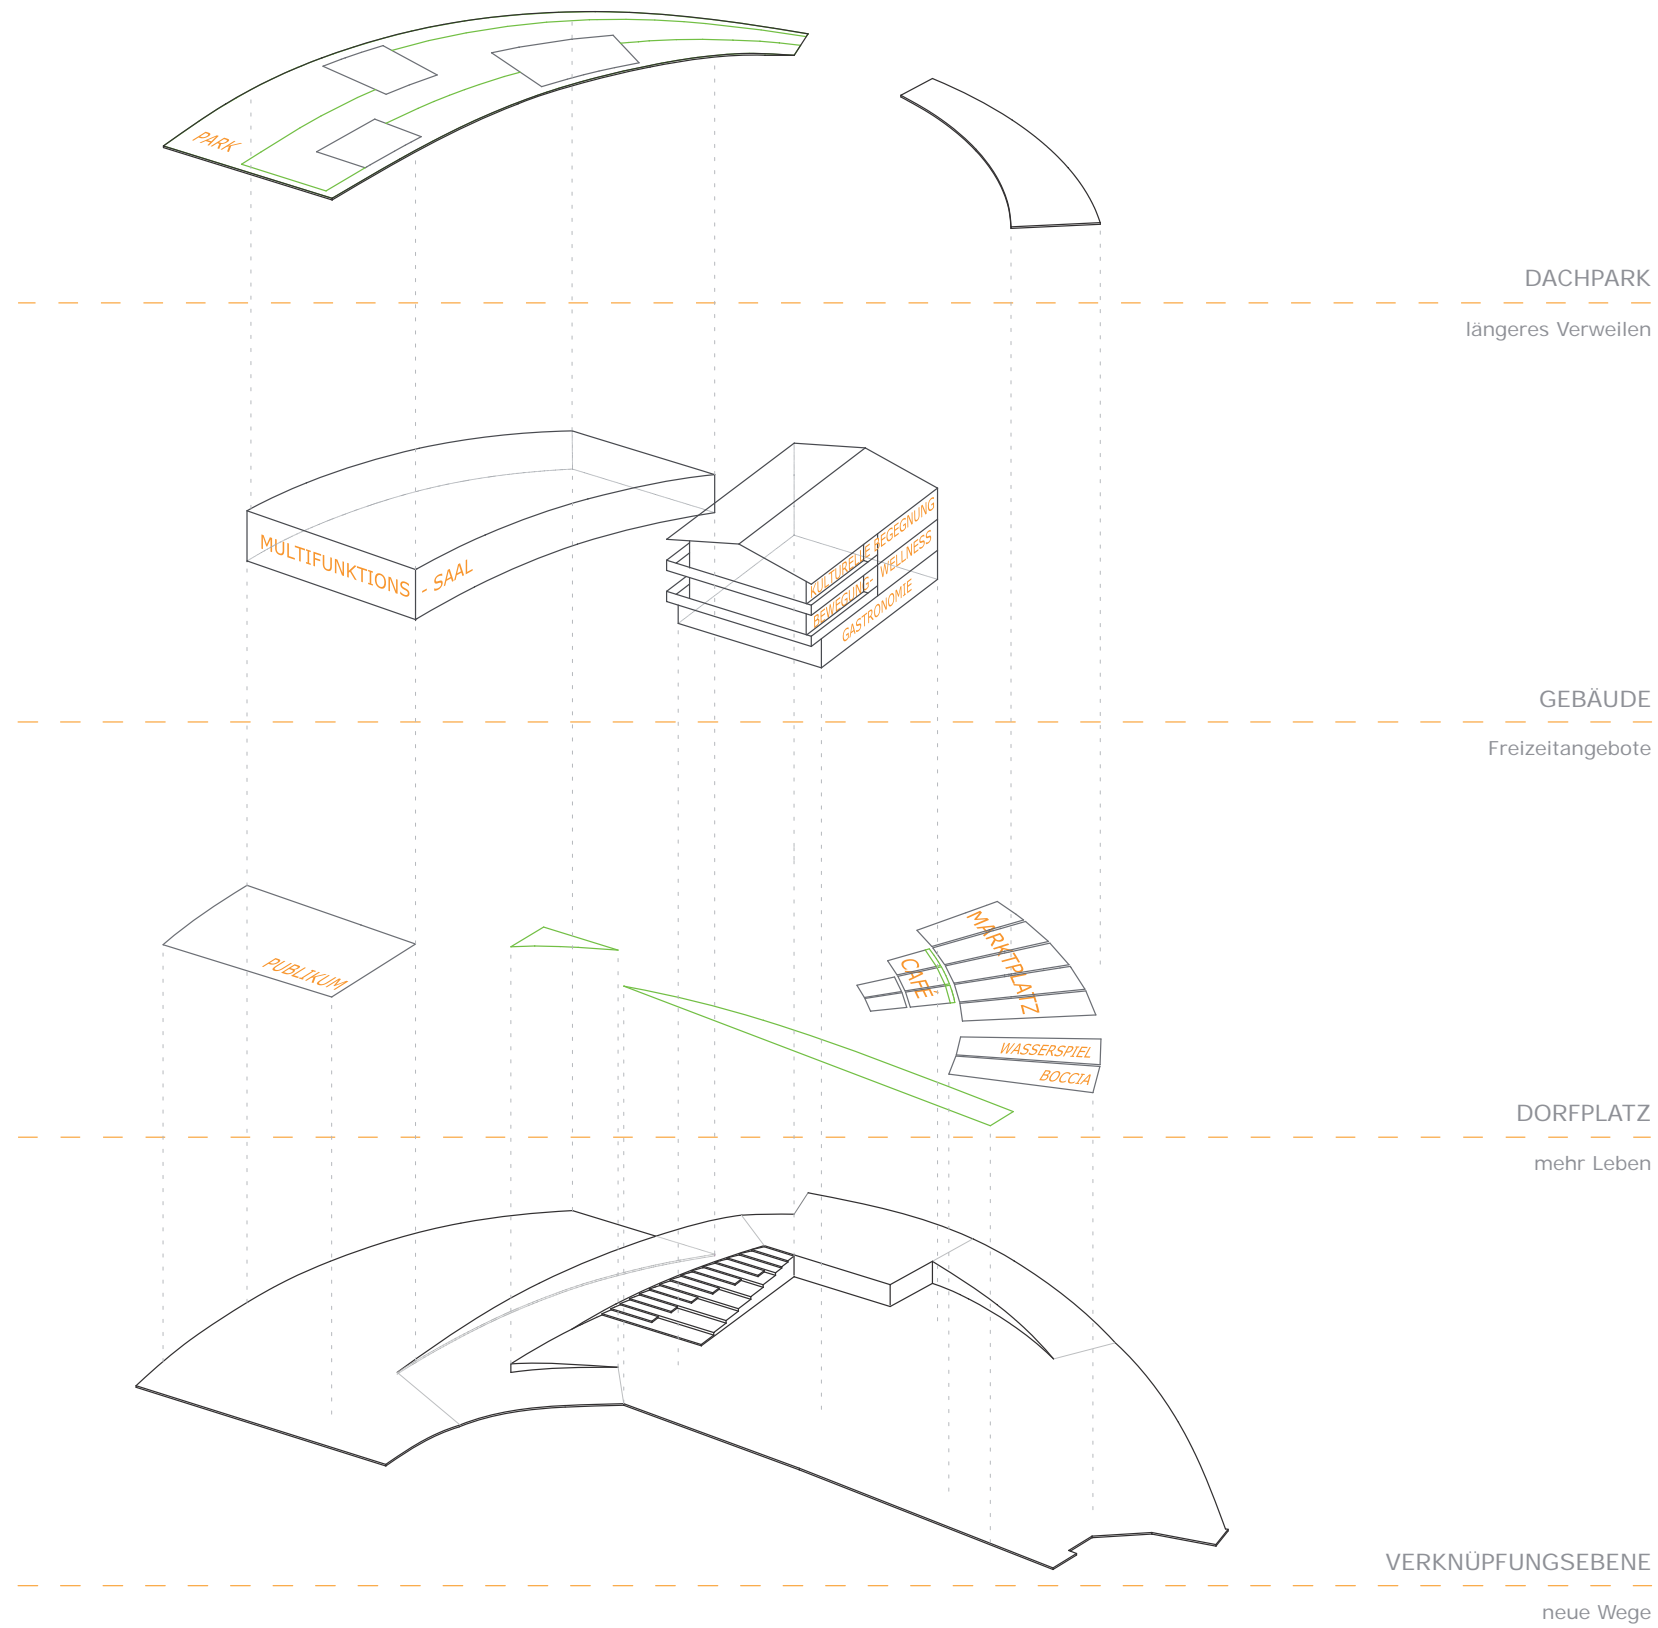 PARK
DACHPARK
längeres Verweilen
MULTIFUNKTIONS - SAAL
KULTURELLE BEGEGNUNG
BEWEGUNG- WELLNESS
GASTRONOMIE
GEBÄUDE
Freizeitangebote
PUBLIKUM
MARKTPLATZ
CAFE
WASSERSPIEL
BOCCIA
DORFPLATZ
mehr Leben
VERKNÜPFUNGSEBENE
neue Wege